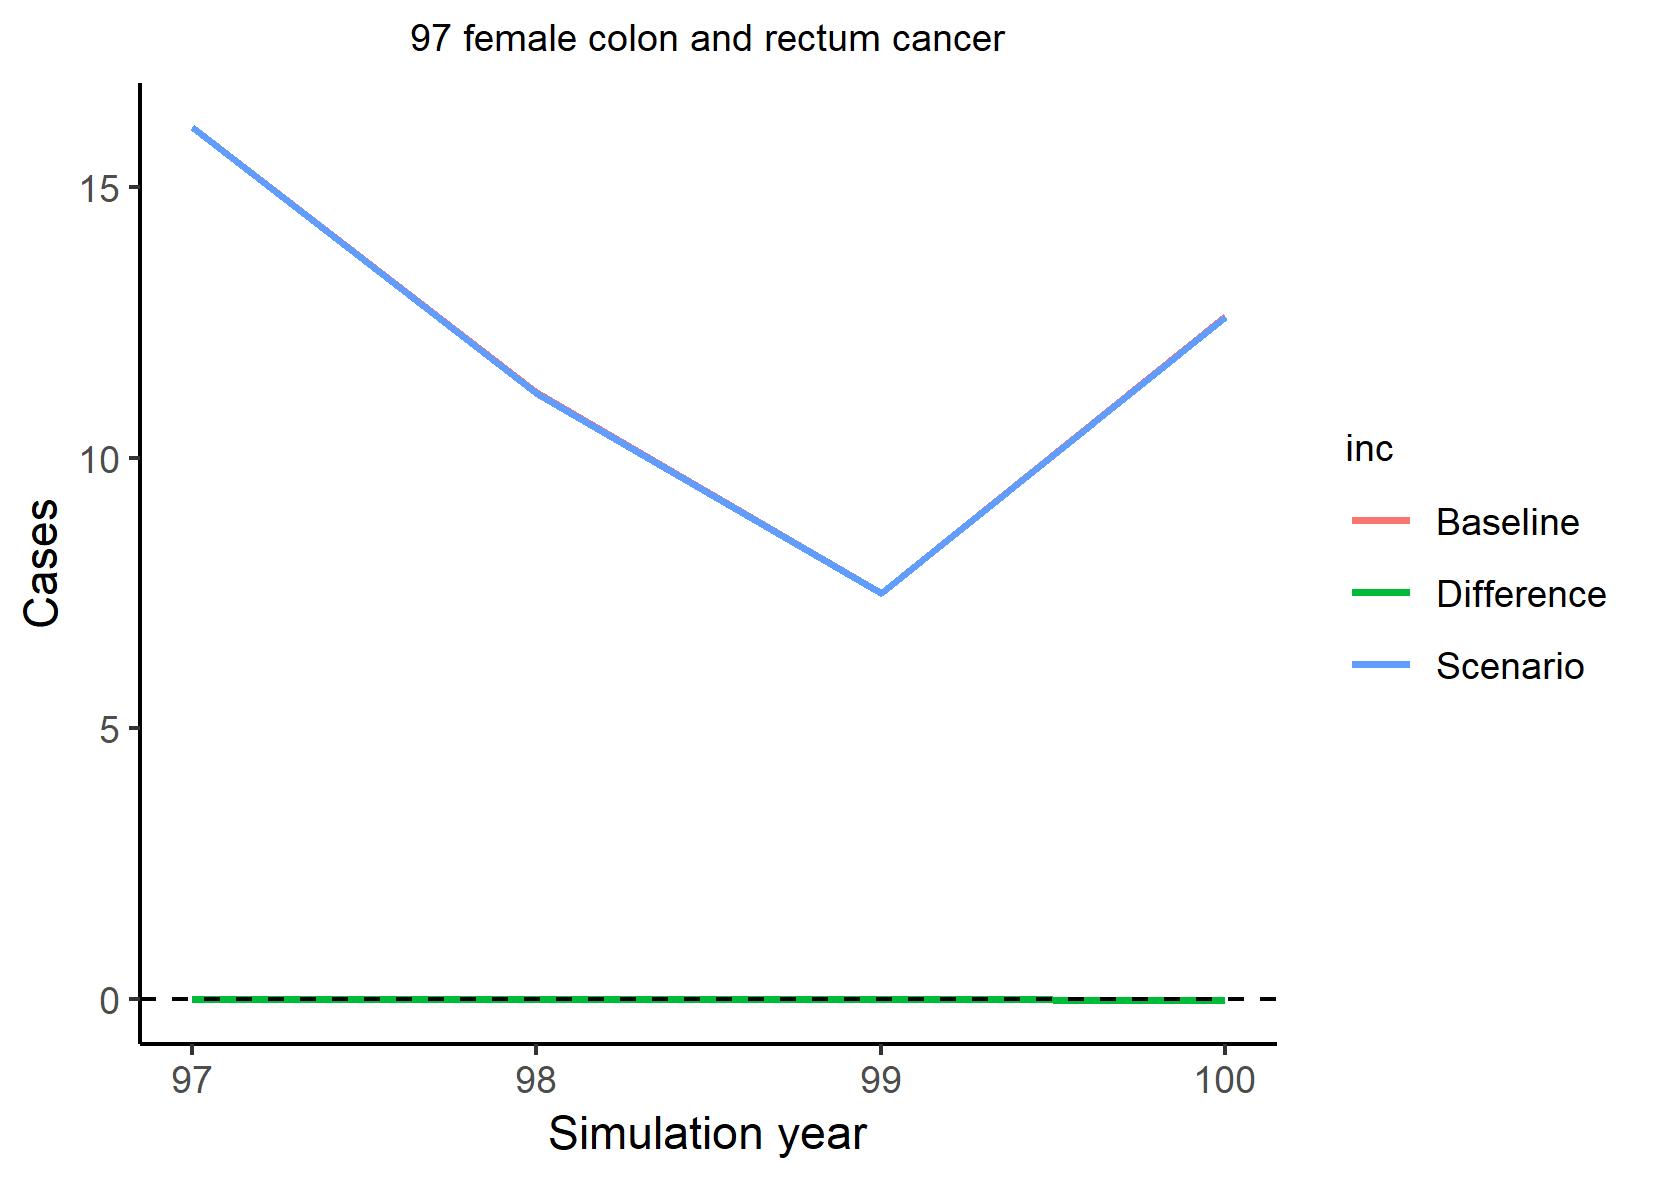 97 female colon and rectum cancer
15
10
5
0
Cases
97 98 99 100
Simulation year
inc
Baseline
Difference
Scenario